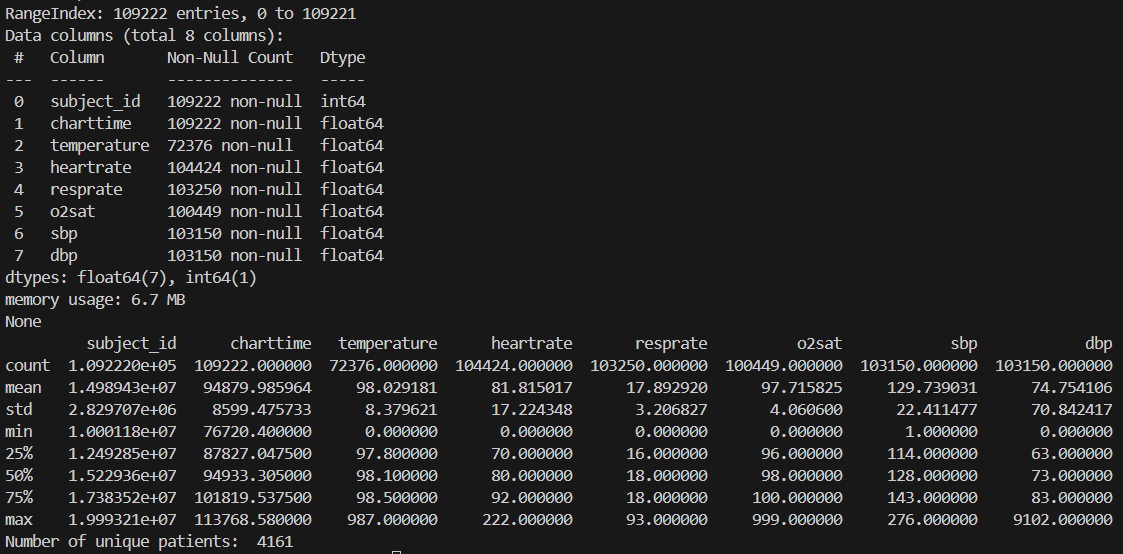 RangeIndex: 109222 entries, 0 to 109221
Data columns (total 8 columns):
 #   Column       Non-Null Count   Dtype
---  ------       --------------   -----
 0   subject_id   109222 non-null  int64
 1   charttime    109222 non-null  float64
 2   temperature  72376 non-null   float64
 3   heartrate    104424 non-null  float64
 4   resprate     103250 non-null  float64
 5   o2sat        100449 non-null  float64
 6   sbp          103150 non-null  float64
 7   dbp          103150 non-null  float64
dtypes: float64(7), int64(1)
memory usage: 6.7 MB
None
         subject_id      charttime   temperature      heartrate       resprate          o2sat            sbp            dbp
count  1.092220e+05  109222.000000  72376.000000  104424.000000  103250.000000  100449.000000  103150.000000  103150.000000
mean   1.498943e+07   94879.985964     98.029181      81.815017      17.892920      97.715825     129.739031      74.754106
std    2.829707e+06    8599.475733      8.379621      17.224348       3.206827       4.060600      22.411477      70.842417
min    1.000118e+07   76720.400000      0.000000       0.000000       0.000000       0.000000       1.000000       0.000000
25%    1.249285e+07   87827.047500     97.800000      70.000000      16.000000      96.000000     114.000000      63.000000
50%    1.522936e+07   94933.305000     98.100000      80.000000      18.000000      98.000000     128.000000      73.000000
75%    1.738352e+07  101819.537500     98.500000      92.000000      18.000000     100.000000     143.000000      83.000000
max    1.999321e+07  113768.580000    987.000000     222.000000      93.000000     999.000000     276.000000    9102.000000
Number of unique patients:  4161